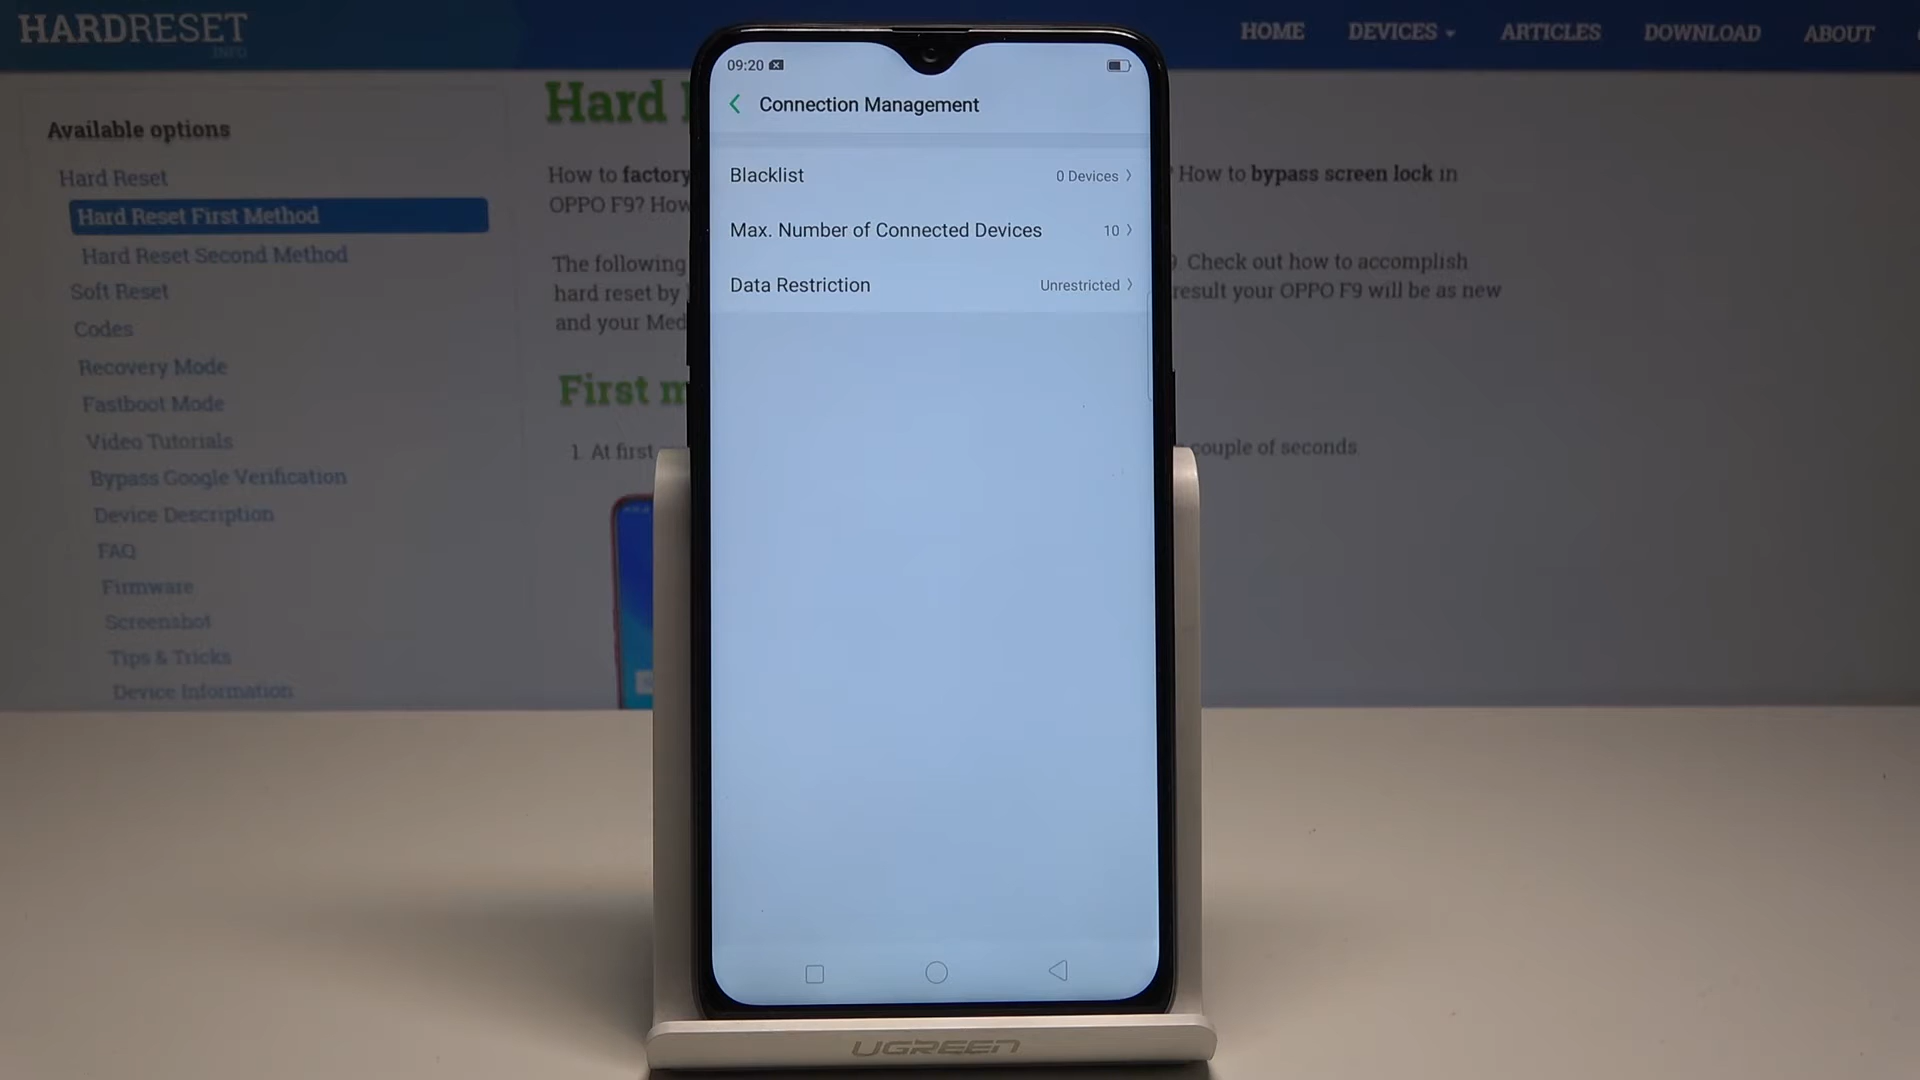 HARDRESET
INFO
HOME DEVICES ARTICLES DOWNLOAD ABOUT
Available options
Hard Reset
Hard Reset First Method
Hard Reset Second Method
Soft Reset
Codes
Recovery Mode
Fastboot Mode
Video Tutorials
Bypass Google Verification
Device Description
FAQ
Firmware
Screenshot
Tips & Tricks
Device Information
Hard
How to factory
OPPO F9? How
The following
hard reset by
and your Med
First m
1. At first
09:20
Connection Management
Blacklist 0 Devices
Max. Number of Connected Devices 10
Data Restriction Unrestricted
? How to bypass screen lock in
Check out how to accomplish
result your OPPO F9 will be as new
couple of seconds
UGREEN